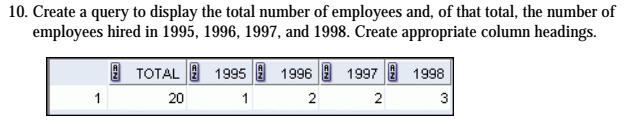 10. Create a query to display the total number of employees and, of that total, the number of
employees hired in 1995, 1996, 1997, and 1998. Create appropriate column headings.
TOTAL 1995 1996 1997 1998
1 20 1 2 2 3